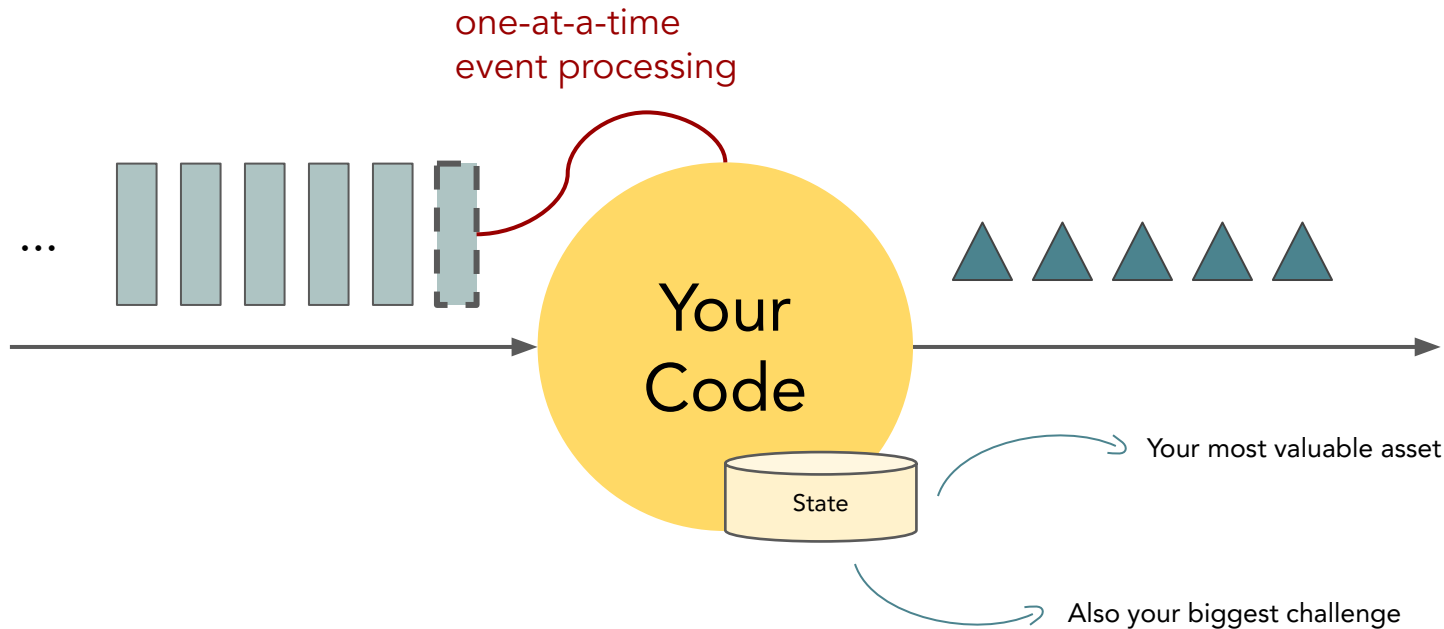 one-at-a-time
event processing
...
Your
Code
State
Your most valuable asset
Also your biggest challenge